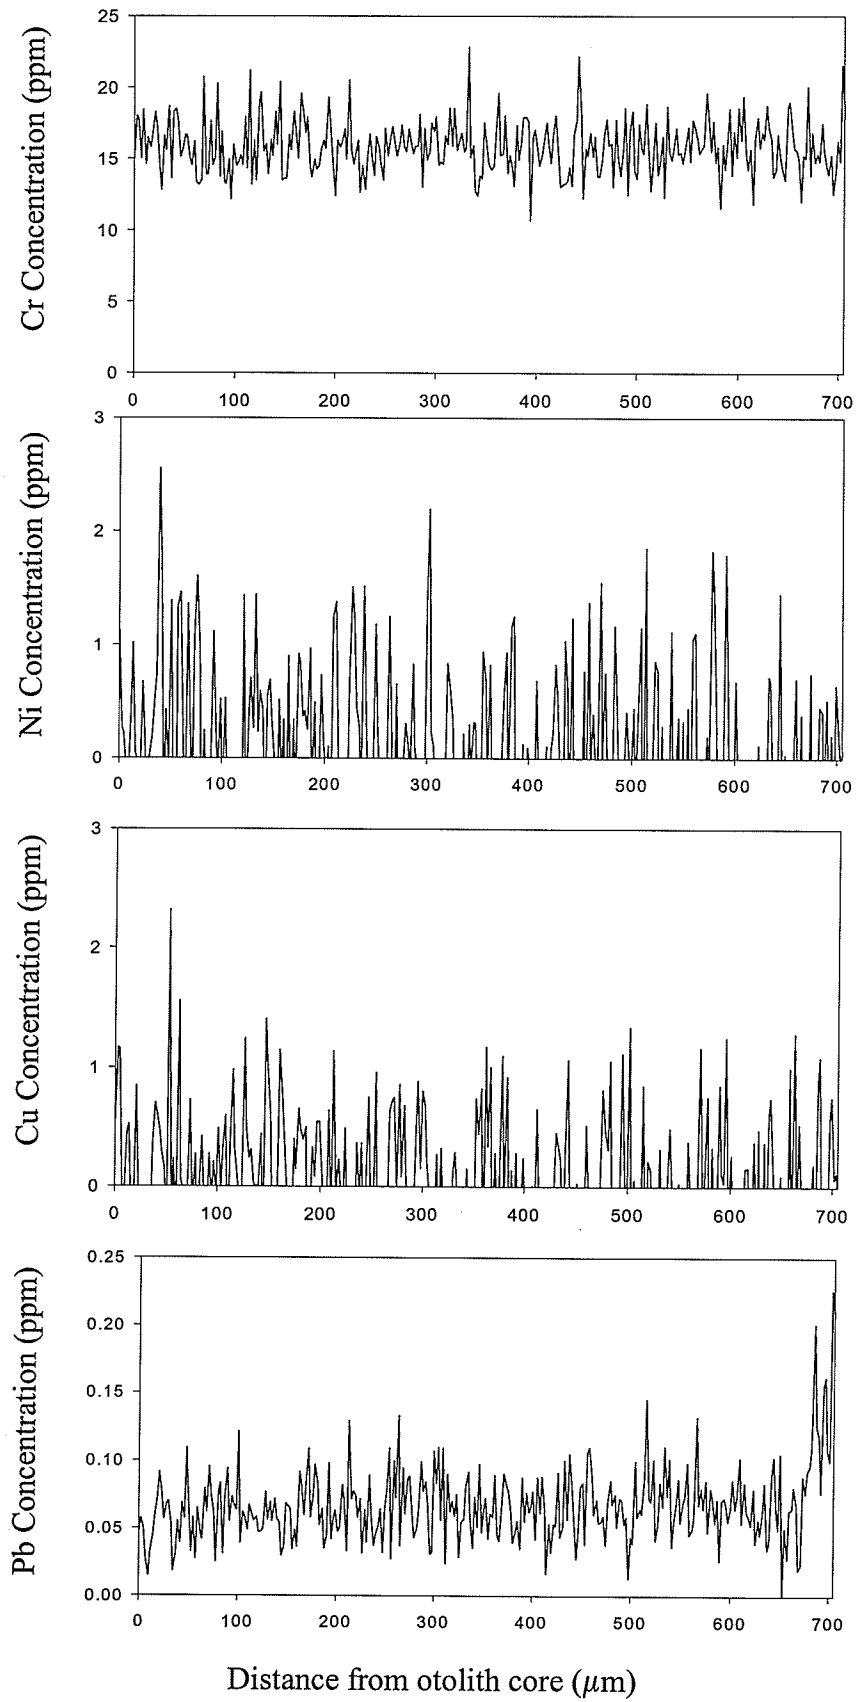 Cr Concentration (ppm)
25
20
15
10
5
0
0 100 200 300 400 500 600 700
Ni Concentration (ppm)
3
2
1
0
0 100 200 300 400 500 600 700
Cu Concentration (ppm)
3
2
1
0
0 100 200 300 400 500 600 700
Pb Concentration (ppm)
0.25
0.20
0.15
0.10
0.05
0.00
0 100 200 300 400 500 600 700
Distance from otolith core (µm)